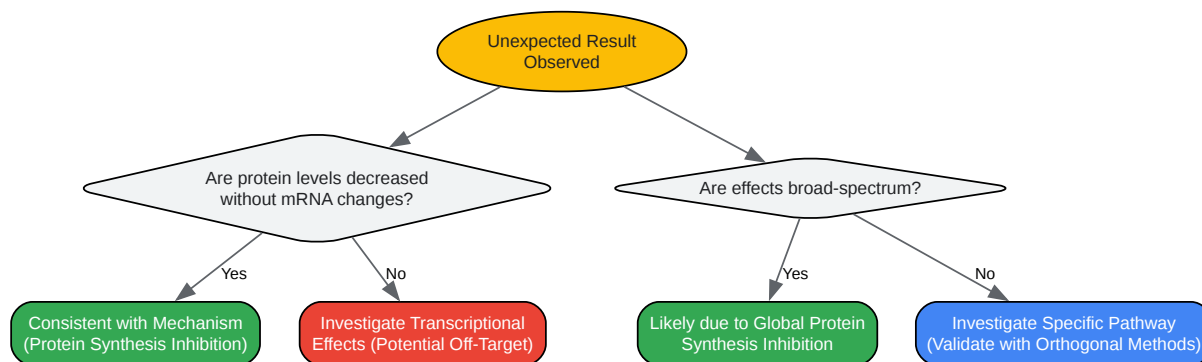 Unexpected Result
Observed
Are protein levels decreased
without mRNA changes?
Are effects broad-spectrum?
Yes
No
Yes
No
Consistent with Mechanism
(Protein Synthesis Inhibition)
Investigate Transcriptional
Effects (Potential Off-Target)
Likely due to Global Protein
Synthesis Inhibition
Investigate Specific Pathway
(Validate with Orthogonal Methods)